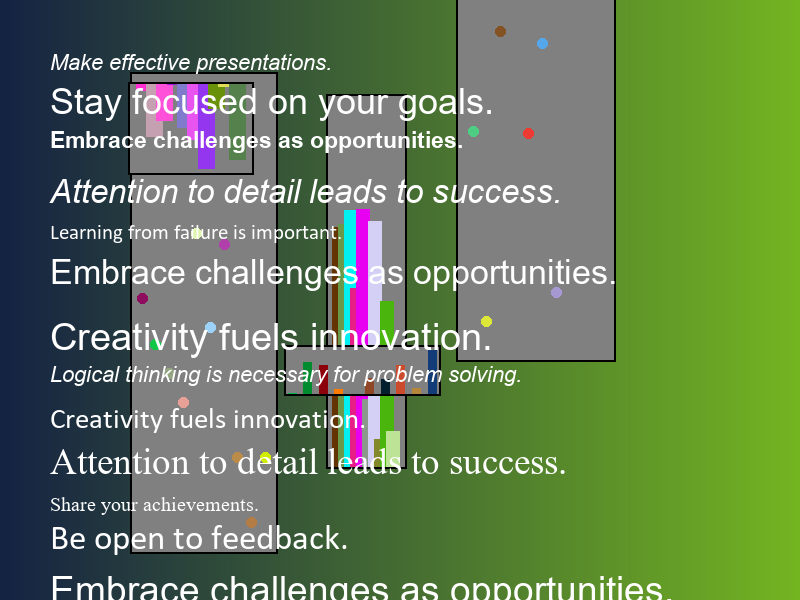 Make effective presentations.
Stay focused on your goals.
Embrace challenges as opportunities.
Attention to detail leads to success.
Learning from failure is important.
Embrace challenges as opportunities.
Creativity fuels innovation.
Logical thinking is necessary for problem solving.
Creativity fuels innovation.
Attention to detail leads to success.
Share your achievements.
Be open to feedback.
Embrace challenges as opportunities.